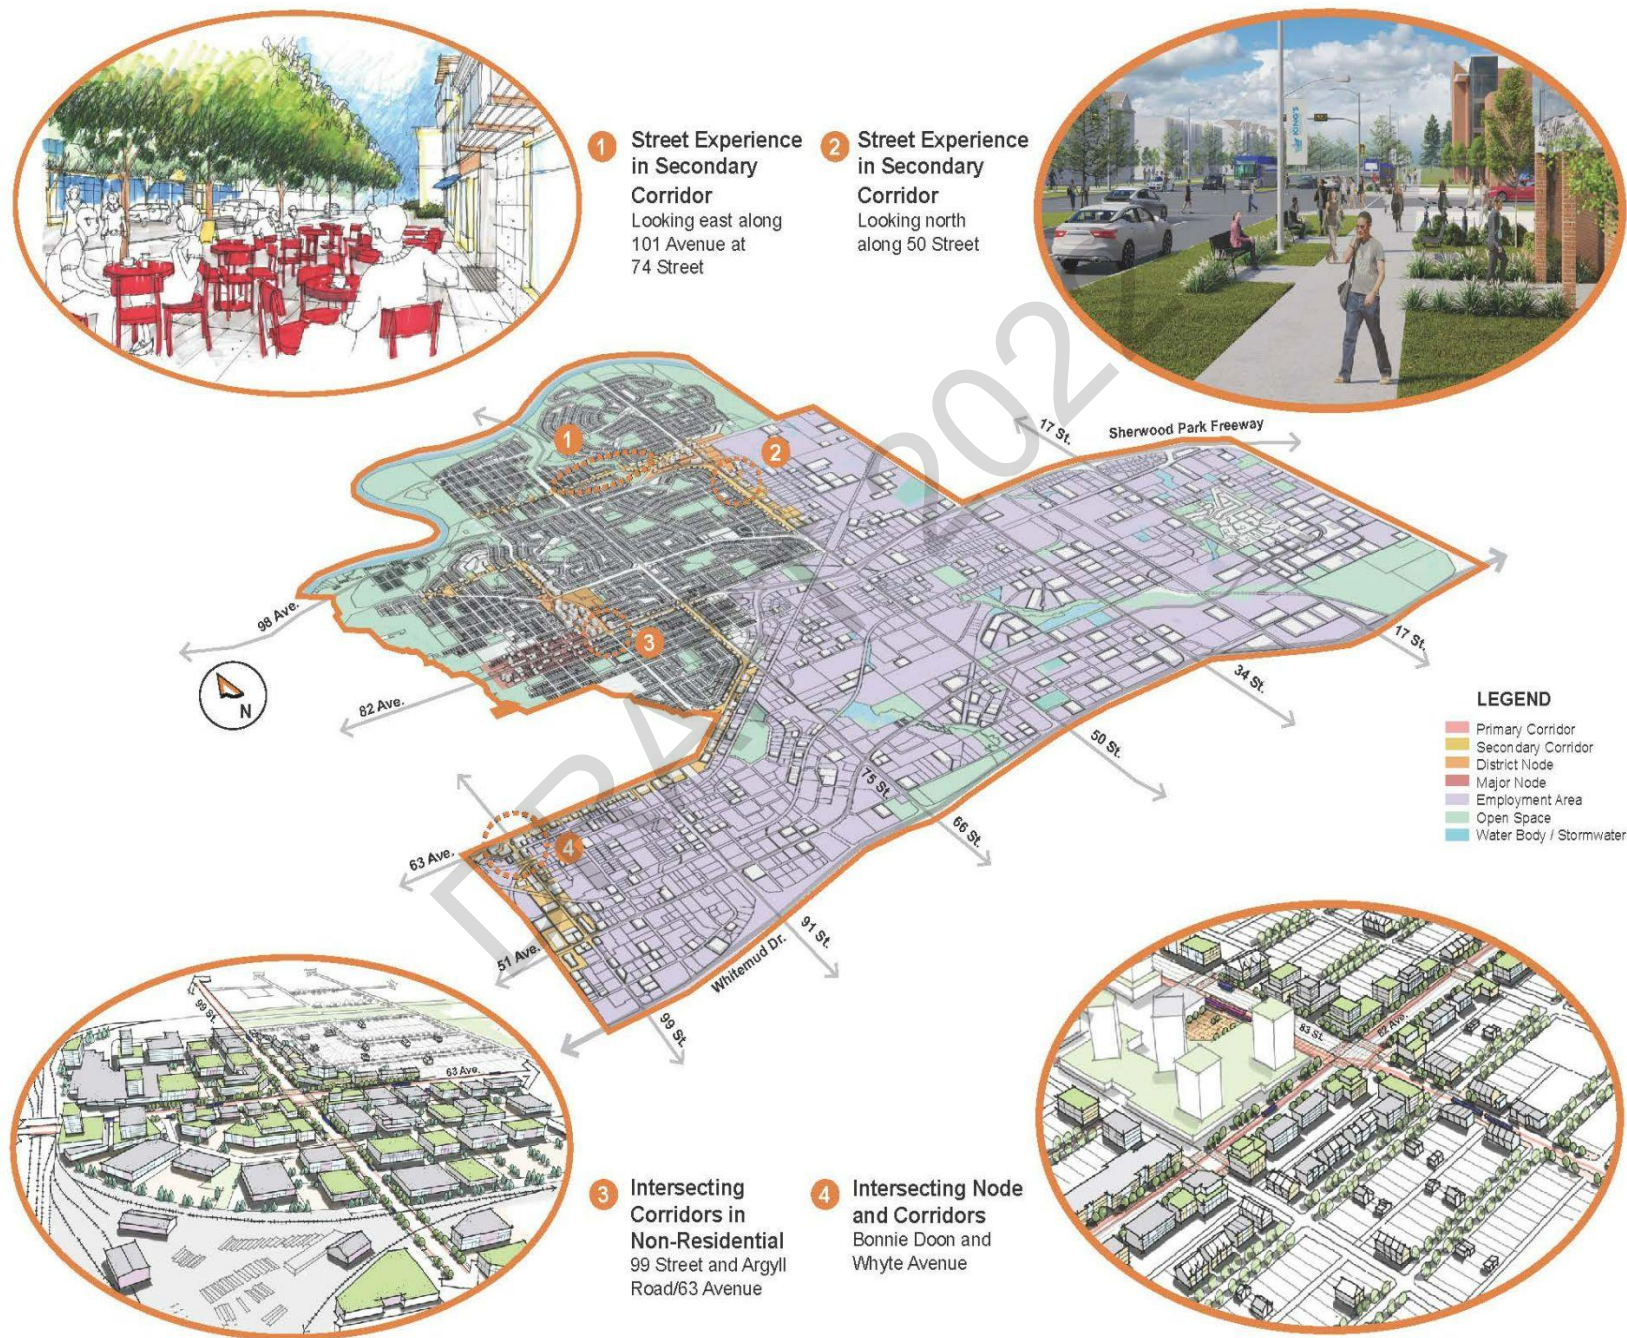 1
Street Experience
in Secondary
Corridor
Looking east along
101 Avenue at
74 Street
2
Street Experience
in Secondary
Corridor
Looking north
along 50 Street
KING'S
1
2
3
4
17 St.
Sherwood Park Freeway
98 Ave.
N
82 Ave.
17 St.
34 St.
50 St.
75 St.
66 St.
63 Ave.
91 St.
51 Ave.
Whitemud Dr.
99 St.
LEGEND
Primary Corridor
Secondary Corridor
District Node
Major Node
Employment Area
Open Space
Water Body / Stormwater
99 St.
63 Ave.
83 St.
82 Ave.
3
Intersecting
Corridors in
Non-Residential
99 Street and Argyll
Road/63 Avenue
4
Intersecting Node
and Corridors
Bonnie Doon and
Whyte Avenue